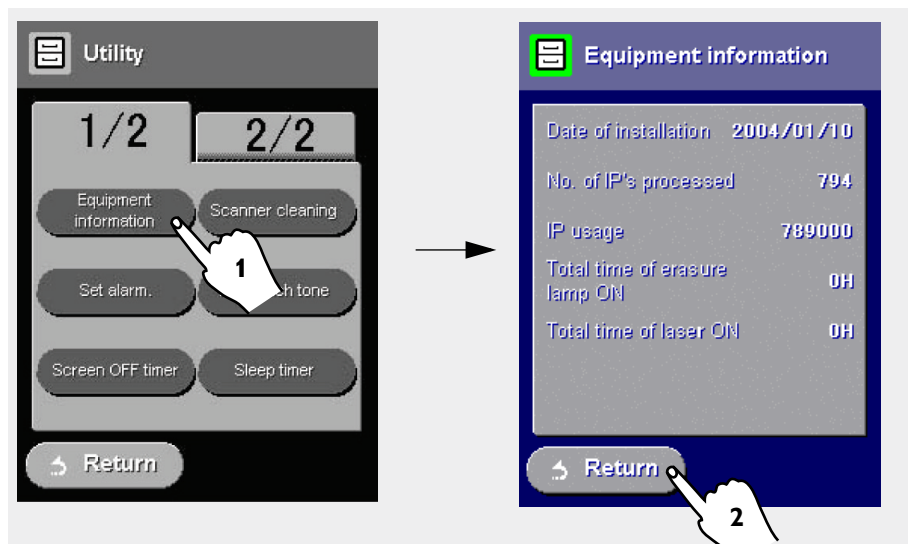 Utility
1/2
2/2
Equipment
information
Scanner cleaning
1
Set alarm.
tone
Screen OFF timer
Sleep timer
Return
Equipment information
Date of installation 2004/01/10
No. of IP's processed 794
IP usage 789000
Total time of erasure
lamp ON 0H
Total time of laser ON 0H
Return
2